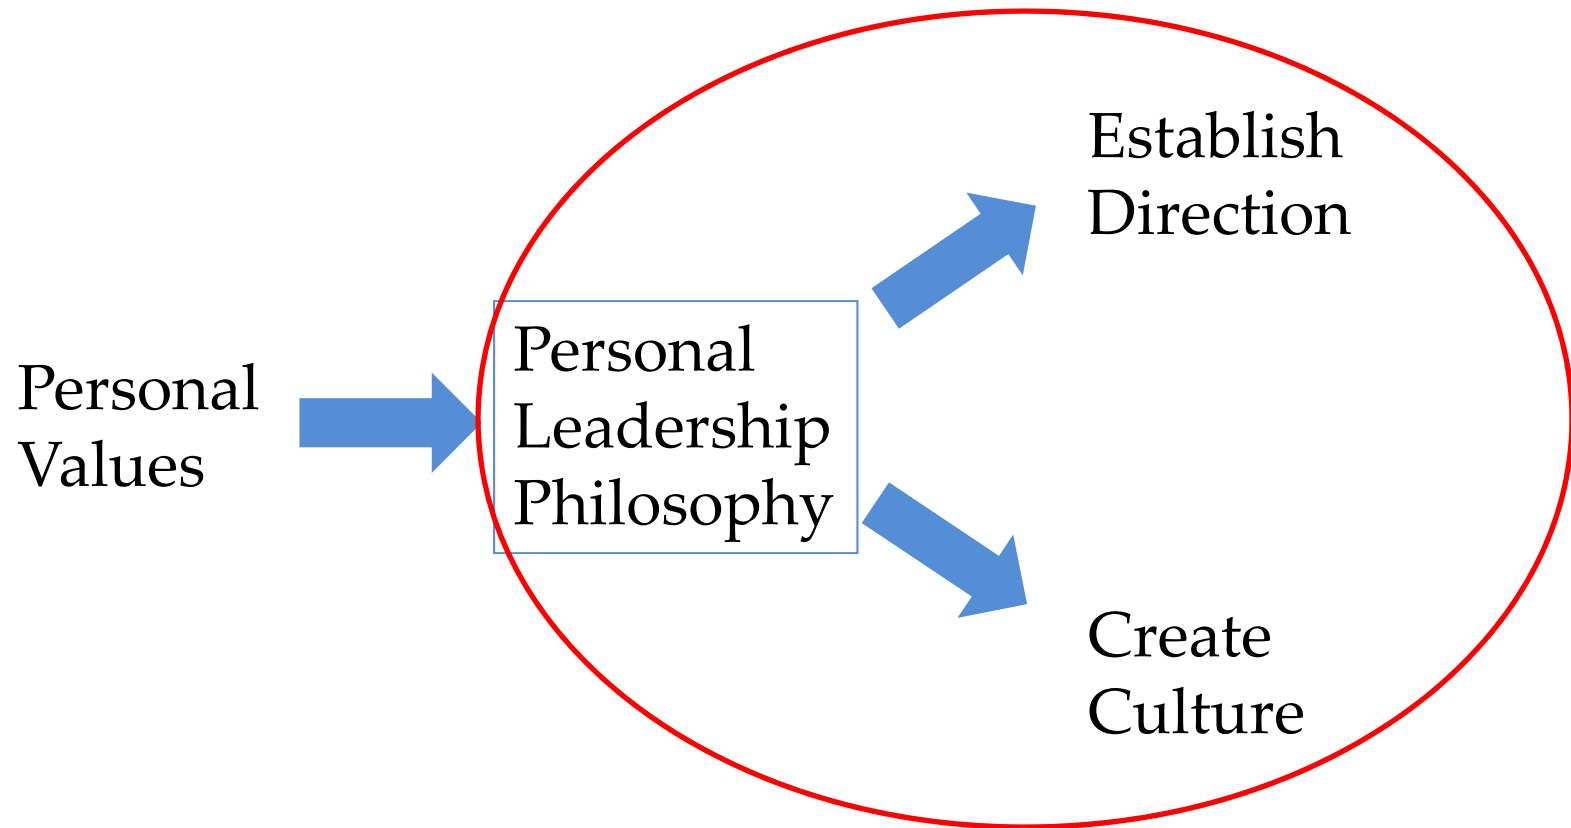 Personal
Values
Personal
Leadership
Philosophy
Establish
Direction
Create
Culture